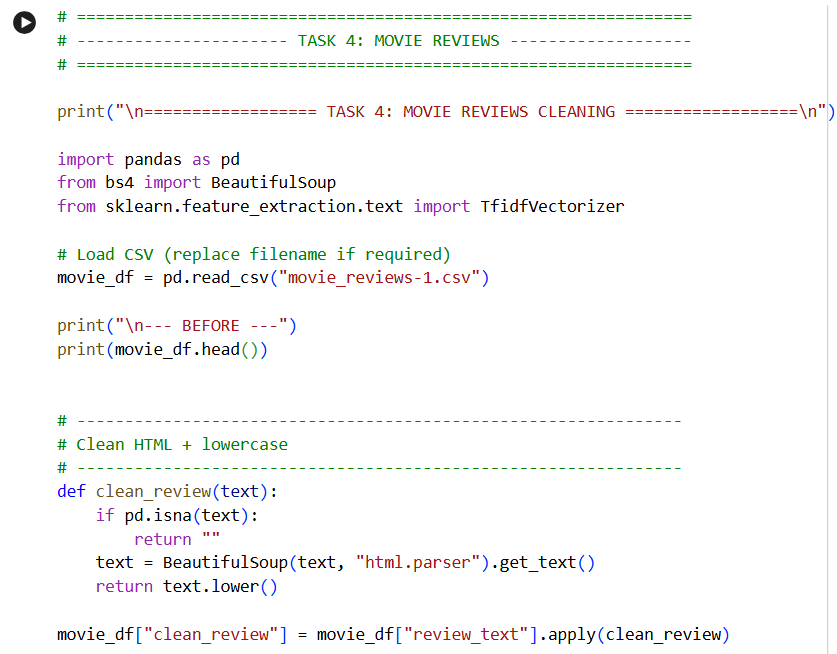 # ================================================================
# ---------------------- TASK 4: MOVIE REVIEWS -------------------
# ================================================================
print("\n================== TASK 4: MOVIE REVIEWS CLEANING ==================\n")
import pandas as pd
from bs4 import BeautifulSoup
from sklearn.feature_extraction.text import TfidfVectorizer
# Load CSV (replace filename if required)
movie_df = pd.read_csv("movie_reviews-1.csv")
print("\n--- BEFORE ---")
print(movie_df.head())
# ---------------------------------------------------------------
# Clean HTML + lowercase
# ---------------------------------------------------------------
def clean_review(text):
    if pd.isna(text):
        return ""
    text = BeautifulSoup(text, "html.parser").get_text()
    return text.lower()
movie_df["clean_review"] = movie_df["review_text"].apply(clean_review)